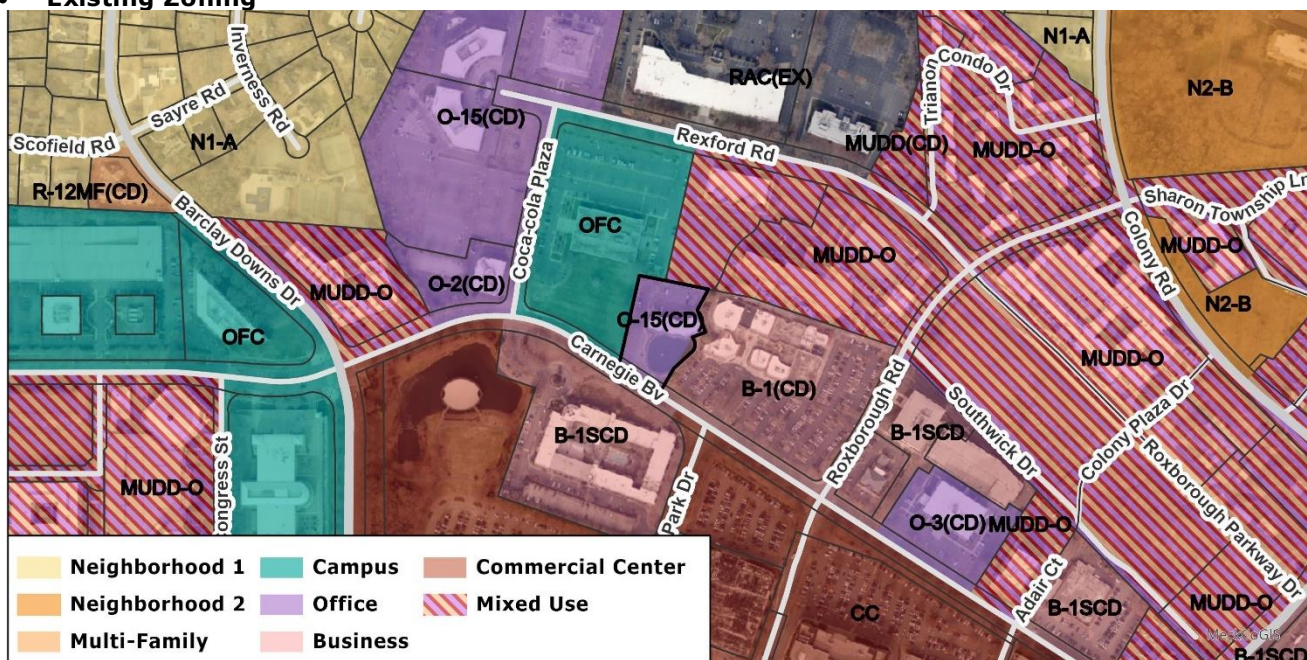 • Existing Zoning
Inverness Rd
Sayre Rd
Scofield Rd
N1-A
R-12MF(CD)
Barclay Downs Dr
O-15(CD)
Coca-cola Plaza
RAC(EX)
Rexford Rd
Trianon
Condo Dr
N1-A
N2-B
MUDD(CD)
MUDD-O
Sharon Township Ln
Colony Rd
MUDD-O
N2-B
OFC
MUDD-O
O-2(CD)
MUDD-O
OFC
O-15(CD)
Carnegie Bv
B-1(CD)
Roxborough Rd
MUDD-O
Southwick Dr
Colony Plaza Dr
Roxborough Parkway Dr
B-1SCD
B-1SCD
Park Dr
O-3(CD)
MUDD-O
MUDD-O
Congress St
Adair Ct
B-1SCD
MUDD-O
CC
B-1SCD
Neighborhood 1
Campus
Commercial Center
Neighborhood 2
Office
Mixed Use
Multi-Family
Business